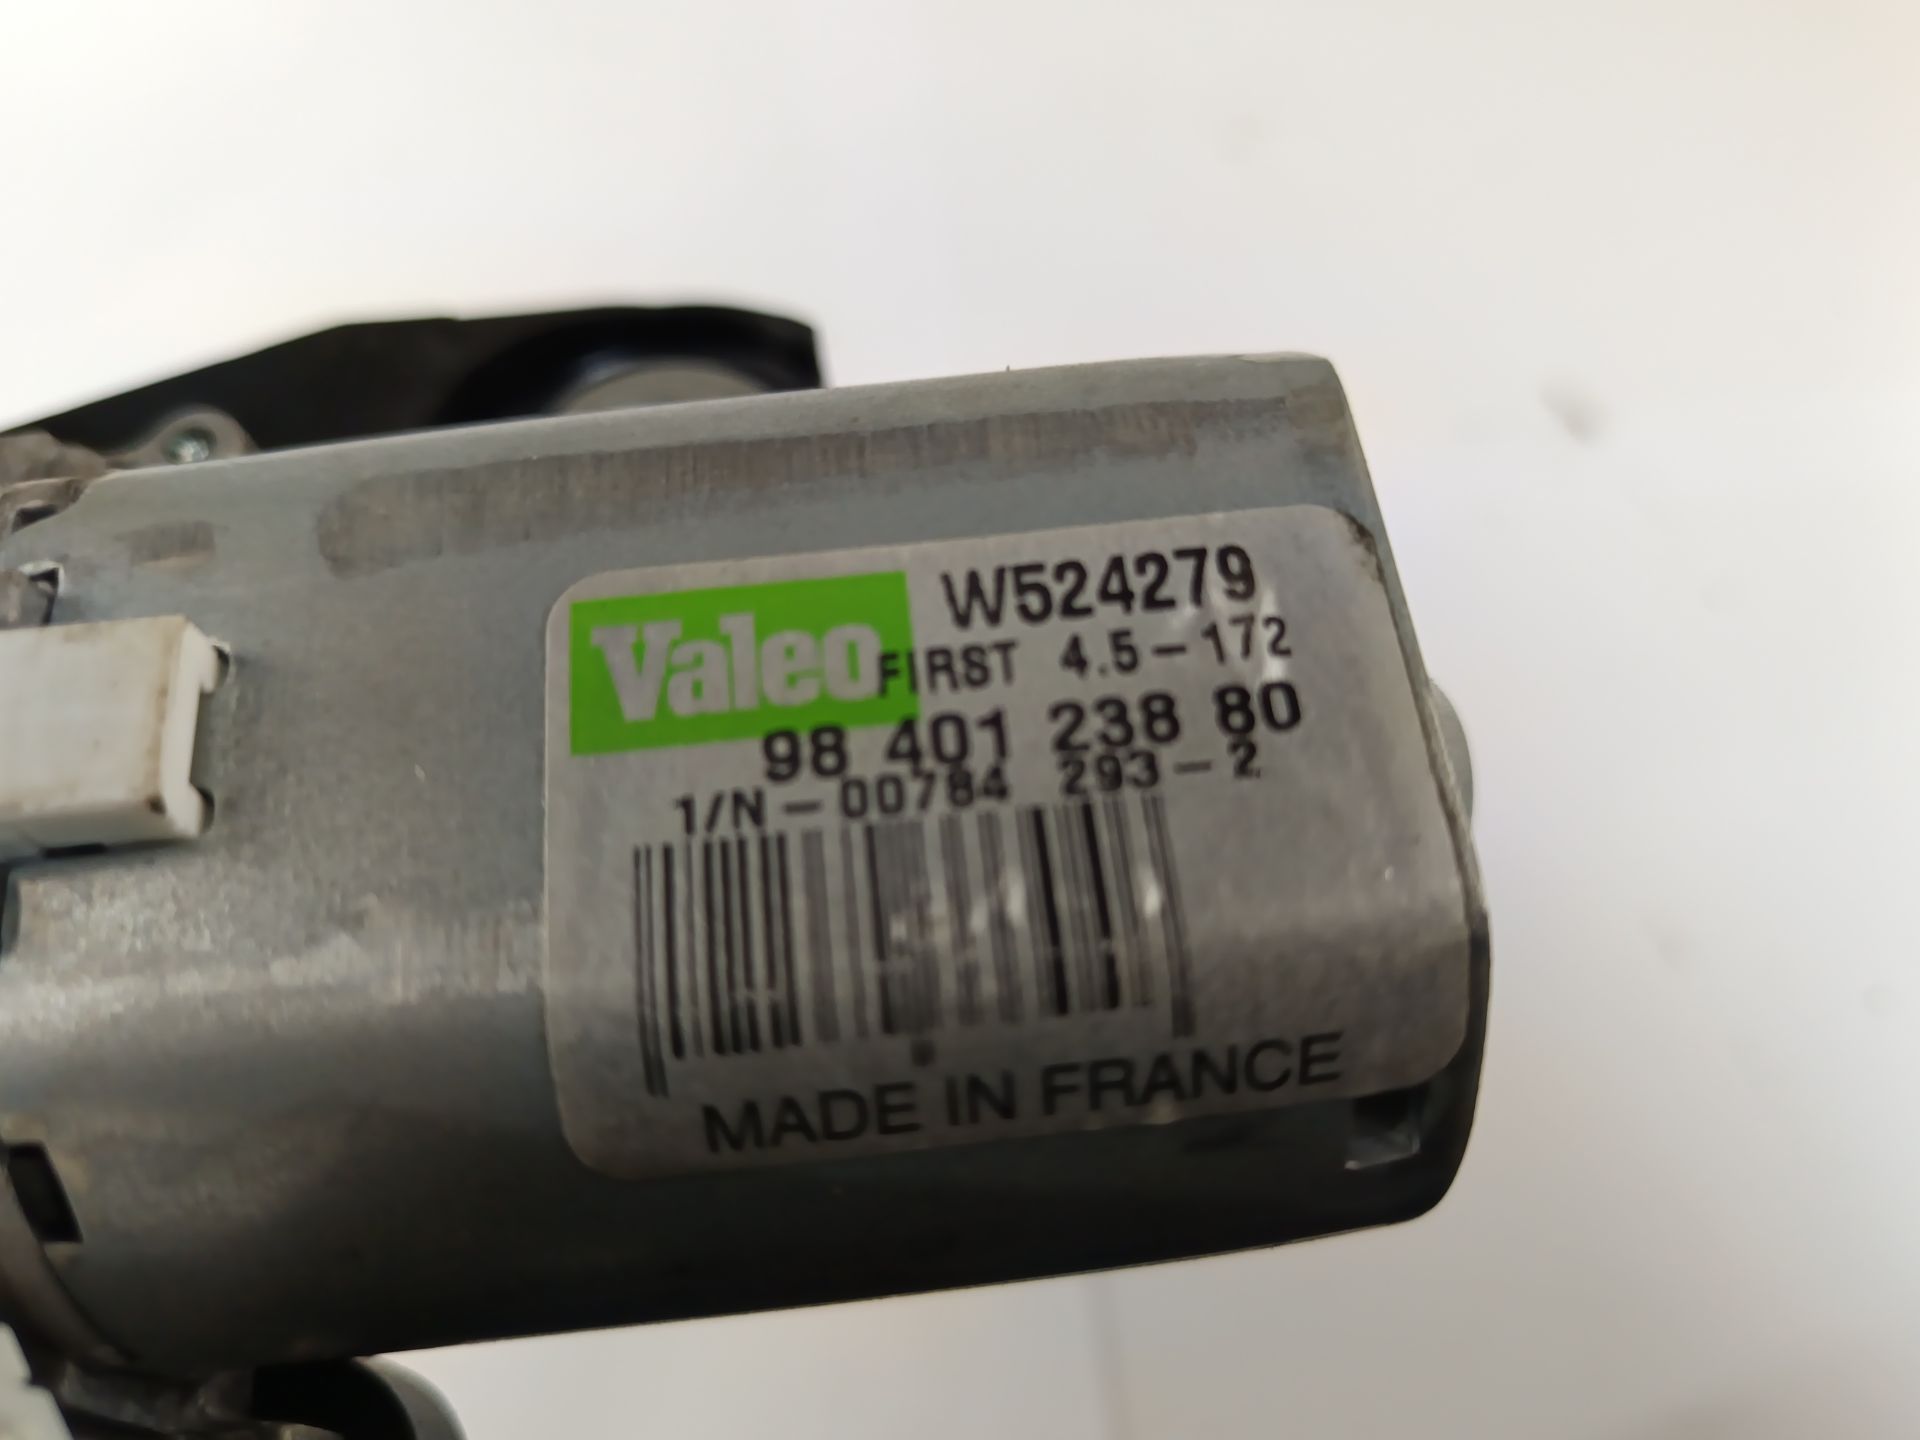 Valeo W524279
FIRST 4.5-172
98 401 238 80
1/N-00784 293-2
MADE IN FRANCE